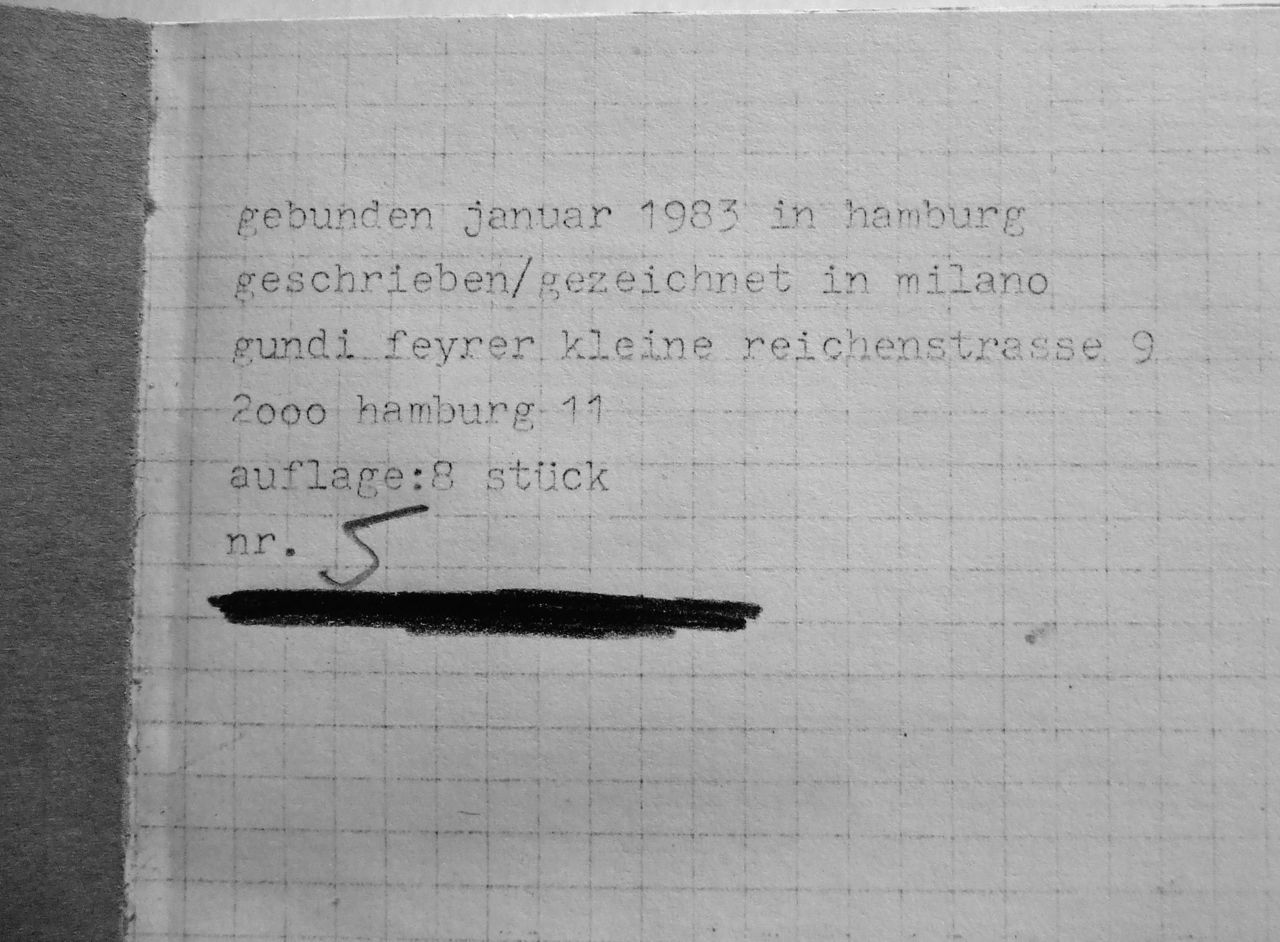 gebunden januar 1983 in hamburg
geschrieben/gezeichnet in milano
gundi feyrer kleine reichenstrasse 9
2ooo hamburg 11
auflage:8 stück
nr. 5